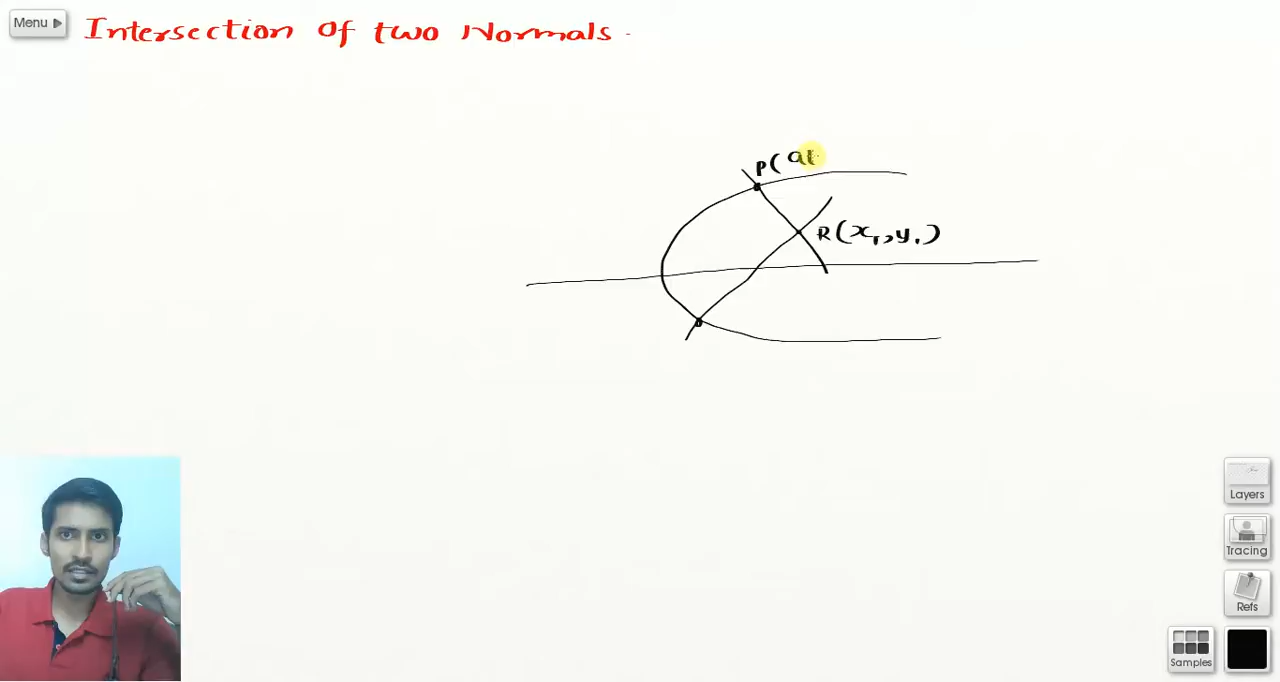 Menu
Intersection of two Normals.
P(at
R(x₁,y₁)
Layers
Tracing
Refs
Samples